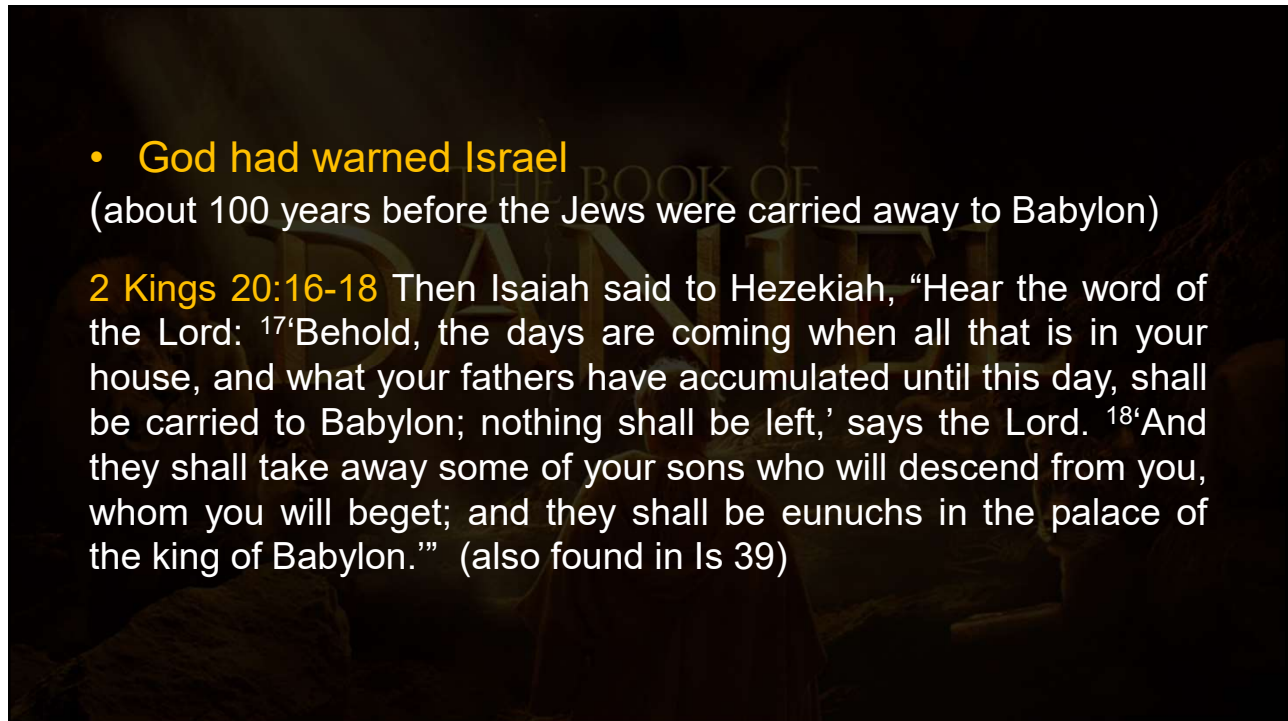 THE BOOK OF
DANIEL
• God had warned Israel
(about 100 years before the Jews were carried away to Babylon)
2 Kings 20:16-18 Then Isaiah said to Hezekiah, “Hear the word of
the Lord: ¹⁷‘Behold, the days are coming when all that is in your
house, and what your fathers have accumulated until this day, shall
be carried to Babylon; nothing shall be left,’ says the Lord. ¹⁸‘And
they shall take away some of your sons who will descend from you,
whom you will beget; and they shall be eunuchs in the palace of
the king of Babylon.’” (also found in Is 39)